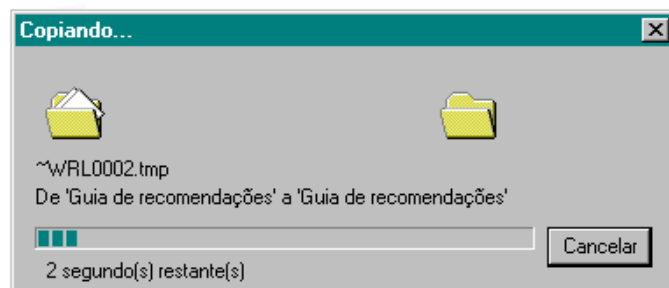 Copiando...
~WRL0002.tmp
De 'Guia de recomendações' a 'Guia de recomendações'
Cancelar
2 segundo(s) restante(s)